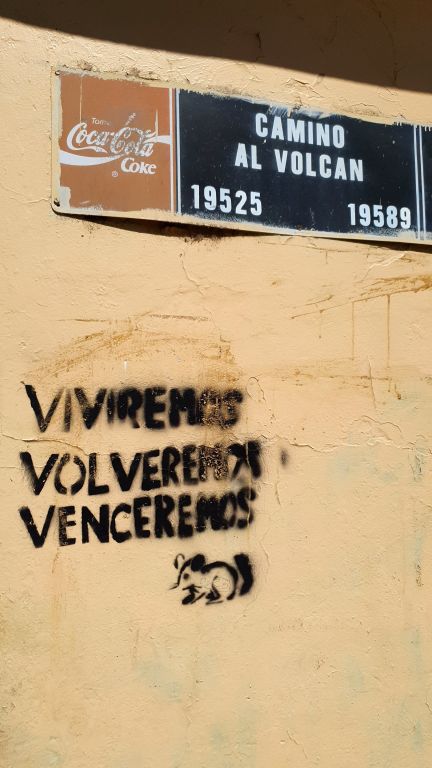 Tome
Coca-Cola
Coke
CAMINO
AL VOLCAN
19525 19589
VIVIREMOS
VOLVEREMOS
VENCEREMOS